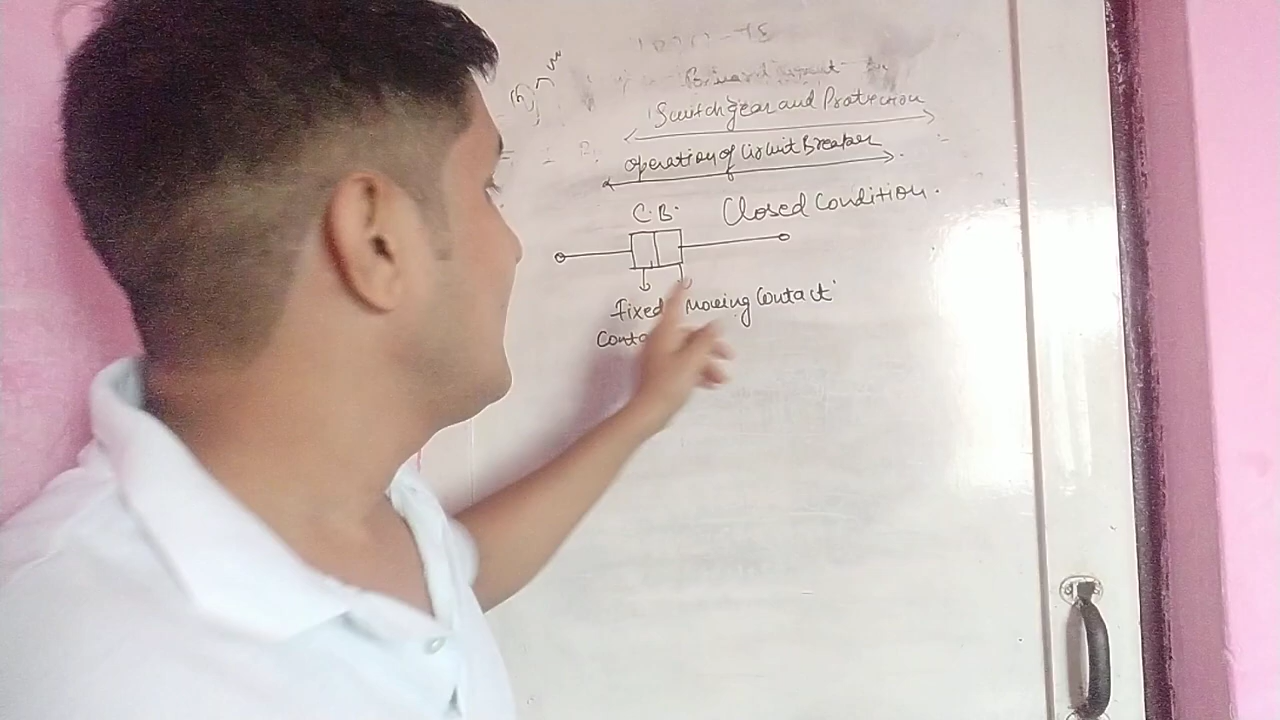 Switchgear and Protection
operation of Circuit Breaker
C.B. Closed Condition.
Fixed Moving Contact